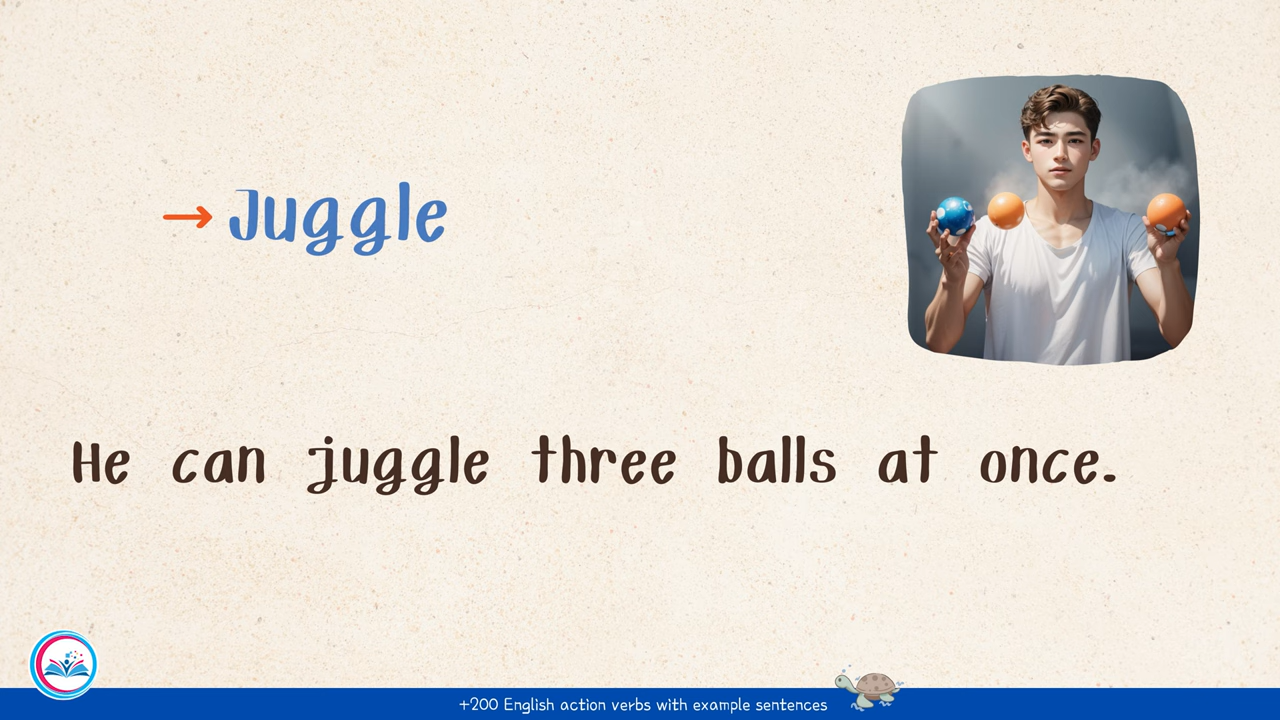 → Juggle
He can juggle three balls at once.
+200 English action verbs with example sentences